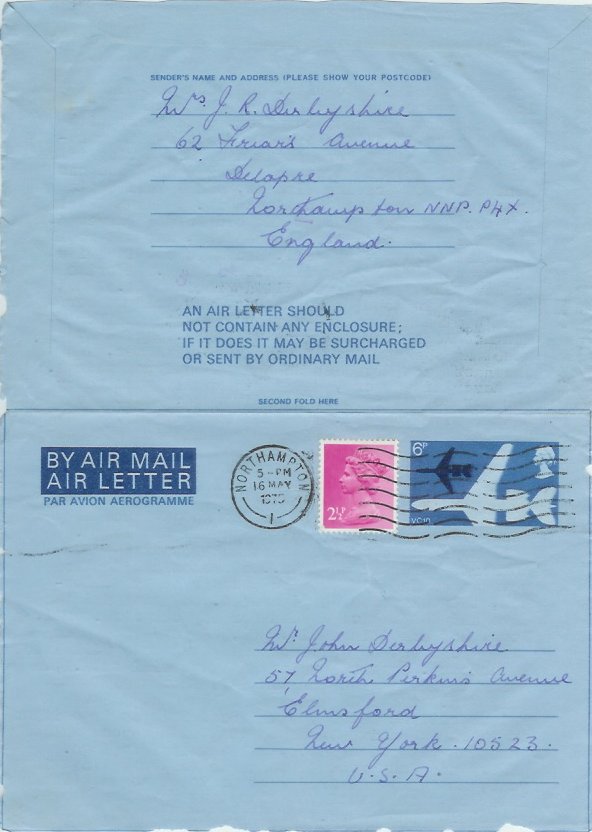 SENDER'S NAME AND ADDRESS (PLEASE SHOW YOUR POSTCODE)
Mrs. J. R. Derbyshire
62 Friars Avenue
Delapre
Northampton NNP. PHX.
England.
AN AIR LETTER SHOULD
NOT CONTAIN ANY ENCLOSURE;
IF IT DOES IT MAY BE SURCHARGED
OR SENT BY ORDINARY MAIL
SECOND FOLD HERE
BY AIR MAIL
AIR LETTER
PAR AVION AEROGRAMME
NORTHAMPTON
5 - PM
16 MAY
1
2½P
6P
VC10
Mr John Derbyshire
57 North Perkins Avenue
Elmsford
New York . 10523.
U.S.A.